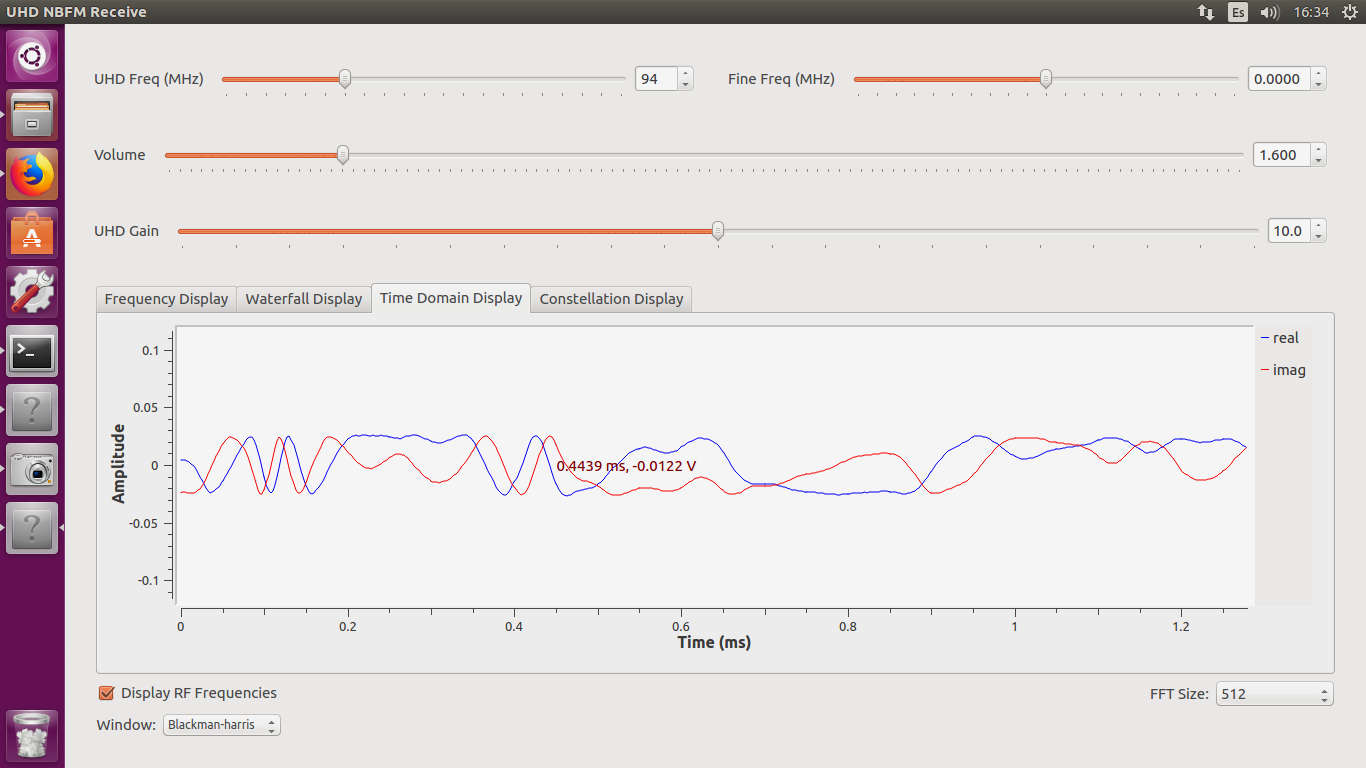 UHD NBFM Receive
Es
16:34
UHD Freq (MHz)
94
Fine Freq (MHz)
0.0000
Volume
1.600
UHD Gain
10.0
Frequency Display
Waterfall Display
Time Domain Display
Constellation Display
real
imag
0.1
0.05
0
-0.05
-0.1
Amplitude
0.4439 ms, -0.0122 V
0
0.2
0.4
0.6
0.8
1
1.2
Time (ms)
Display RF Frequencies
FFT Size:
512
Window:
Blackman-harris